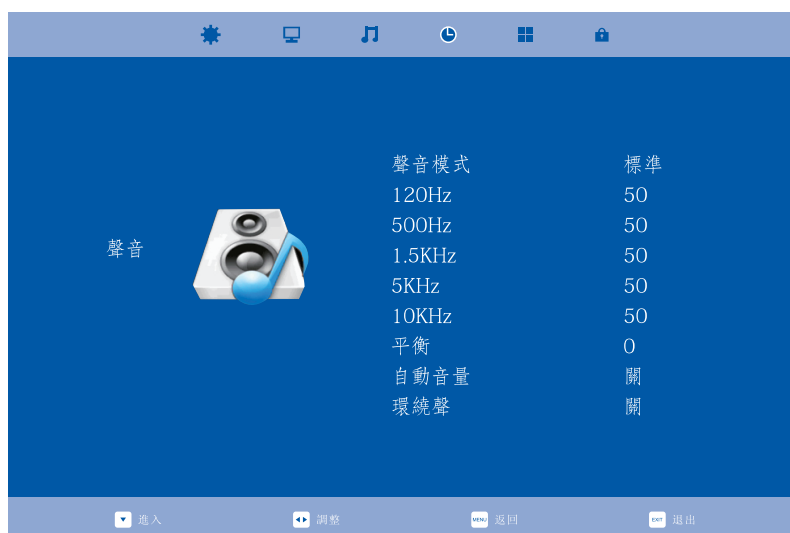 聲音
聲音模式 標準
120Hz 50
500Hz 50
1.5KHz 50
5KHz 50
10KHz 50
平衡 0
自動音量 關
環繞聲 關
進入 調整 MENU 返回 EXIT 退出